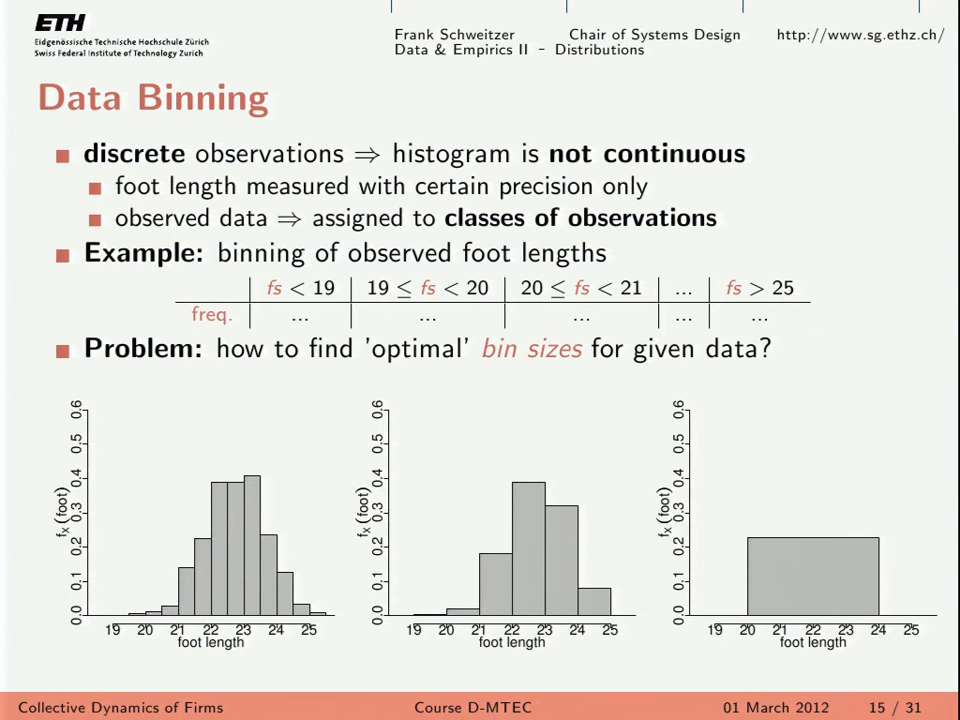 ETH
Eidgenössische Technische Hochschule Zürich
Swiss Federal Institute of Technology Zurich
Frank Schweitzer Chair of Systems Design http://www.sg.ethz.ch/
Data & Empirics II - Distributions
Data Binning
discrete observations ⇒ histogram is not continuous
foot length measured with certain precision only
observed data ⇒ assigned to classes of observations
Example: binning of observed foot lengths
fs < 19 19 ≤ fs < 20 20 ≤ fs < 21 ... fs > 25
freq. ... ... ... ... ...
Problem: how to find 'optimal' bin sizes for given data?
fX (foot)
0.0 0.1 0.2 0.3 0.4 0.5 0.6
19 20 21 22 23 24 25
foot length
fX (foot)
0.0 0.1 0.2 0.3 0.4 0.5 0.6
19 20 21 22 23 24 25
foot length
fX (foot)
0.0 0.1 0.2 0.3 0.4 0.5 0.6
19 20 21 22 23 24 25
foot length
Collective Dynamics of Firms Course D-MTEC 01 March 2012 15 / 31